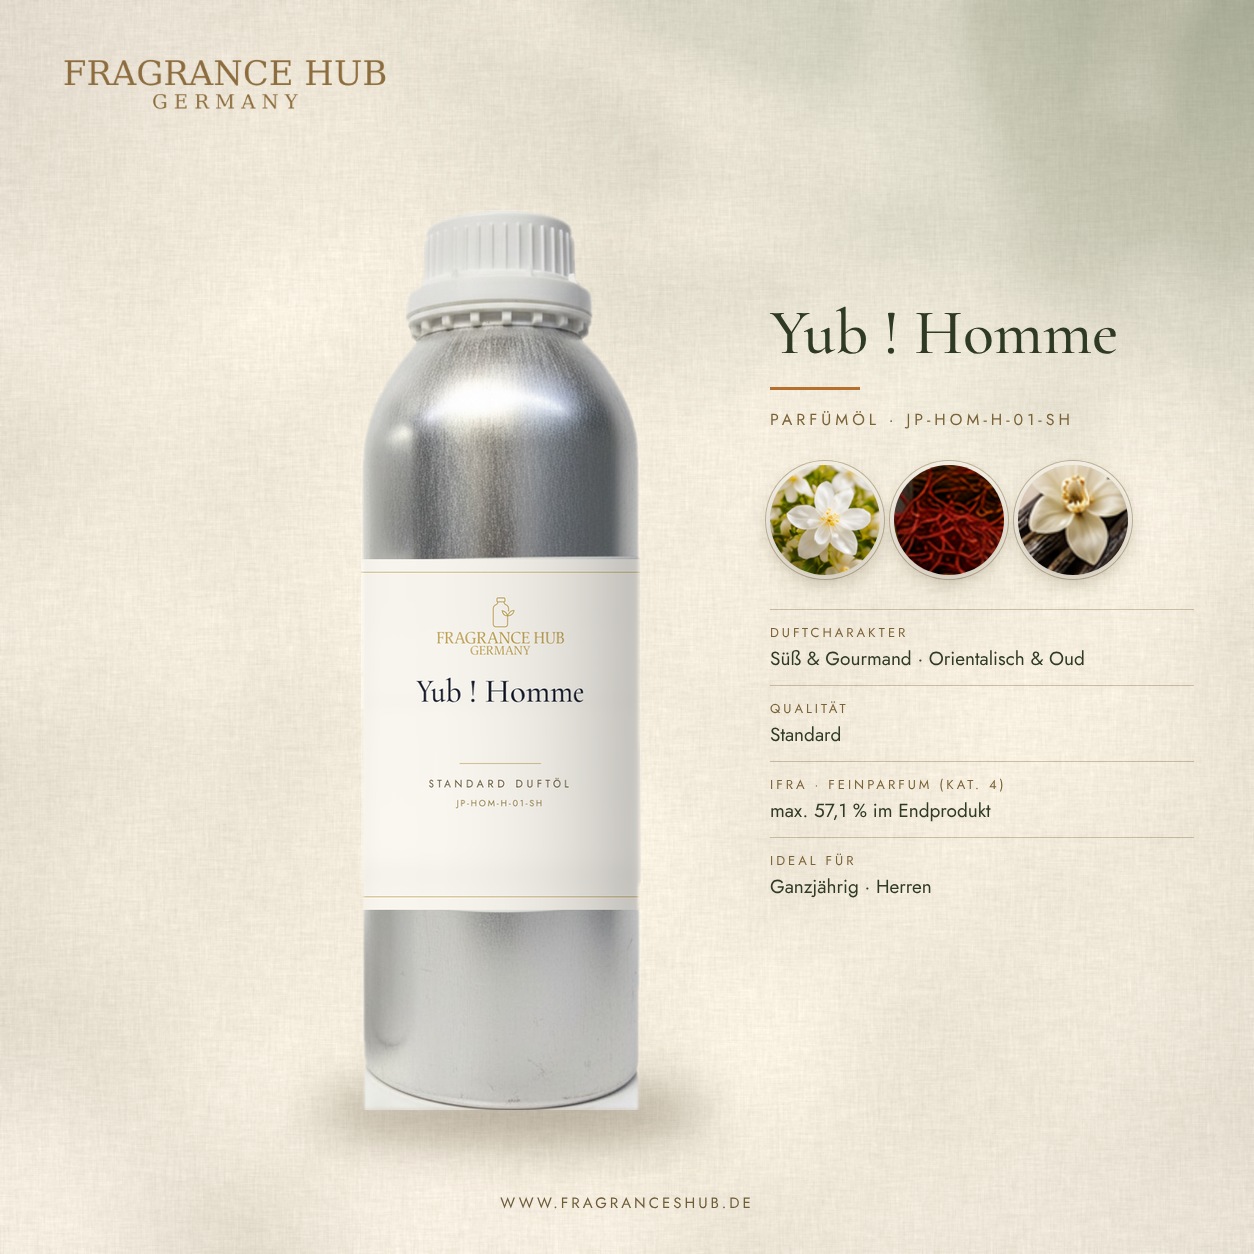 FRAGRANCE HUB
GERMANY
Yub ! Homme
PARFÜMÖL · JP-HOM-H-01-SH
DUFTCHARAKTER
Süß & Gourmand · Orientalisch & Oud
QUALITÄT
Standard
IFRA · FEINPARFUM (KAT. 4)
max. 57,1 % im Endprodukt
IDEAL FÜR
Ganzjährig · Herren
FRAGRANCE HUB
GERMANY
Yub ! Homme
STANDARD DUFTÖL
JP-HOM-H-01-SH
WWW.FRAGRANCESHUB.DE